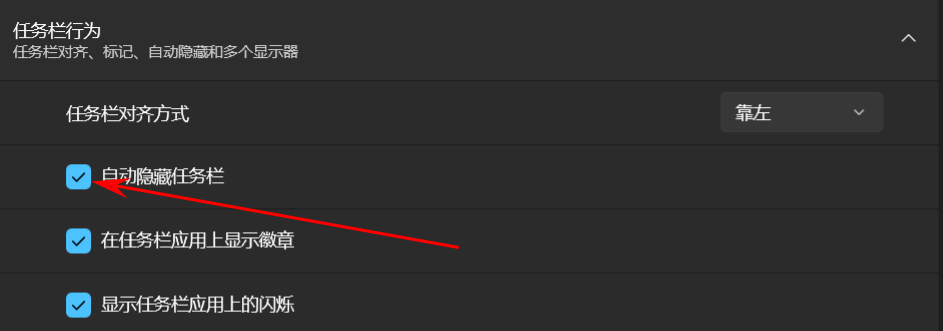 任务栏行为
任务栏对齐、标记、自动隐藏和多个显示器
任务栏对齐方式
靠左
自动隐藏任务栏
在任务栏应用上显示徽章
显示任务栏应用上的闪烁